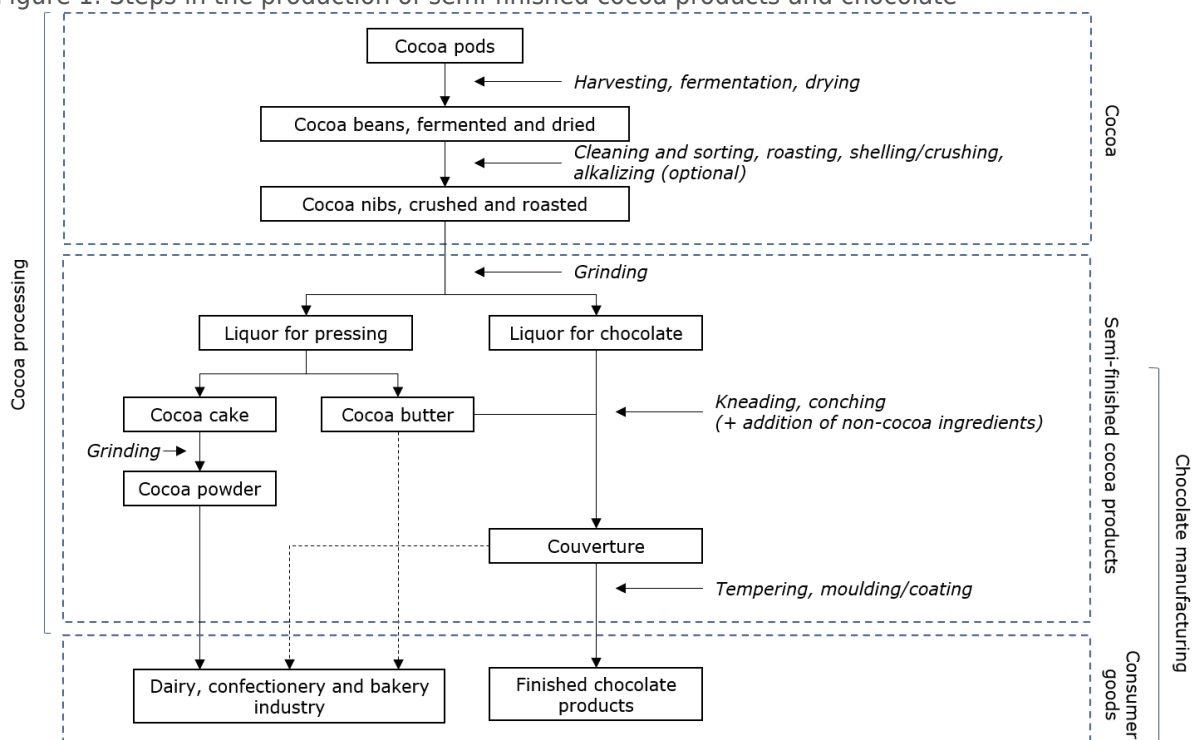 Figure 1: Steps in the production of semi-finished cocoa products and chocolate
Cocoa pods
Harvesting, fermentation, drying
Cocoa beans, fermented and dried
Cleaning and sorting, roasting, shelling/crushing,
alkalizing (optional)
Cocoa nibs, crushed and roasted
Cocoa
Grinding
Liquor for pressing
Liquor for chocolate
Cocoa cake
Cocoa butter
Kneading, conching
(+ addition of non-cocoa ingredients)
Grinding
Cocoa powder
Couverture
Tempering, moulding/coating
Semi-finished cocoa products
Cocoa processing
Dairy, confectionery and bakery
industry
Finished chocolate
products
Consumer
goods
Chocolate manufacturing